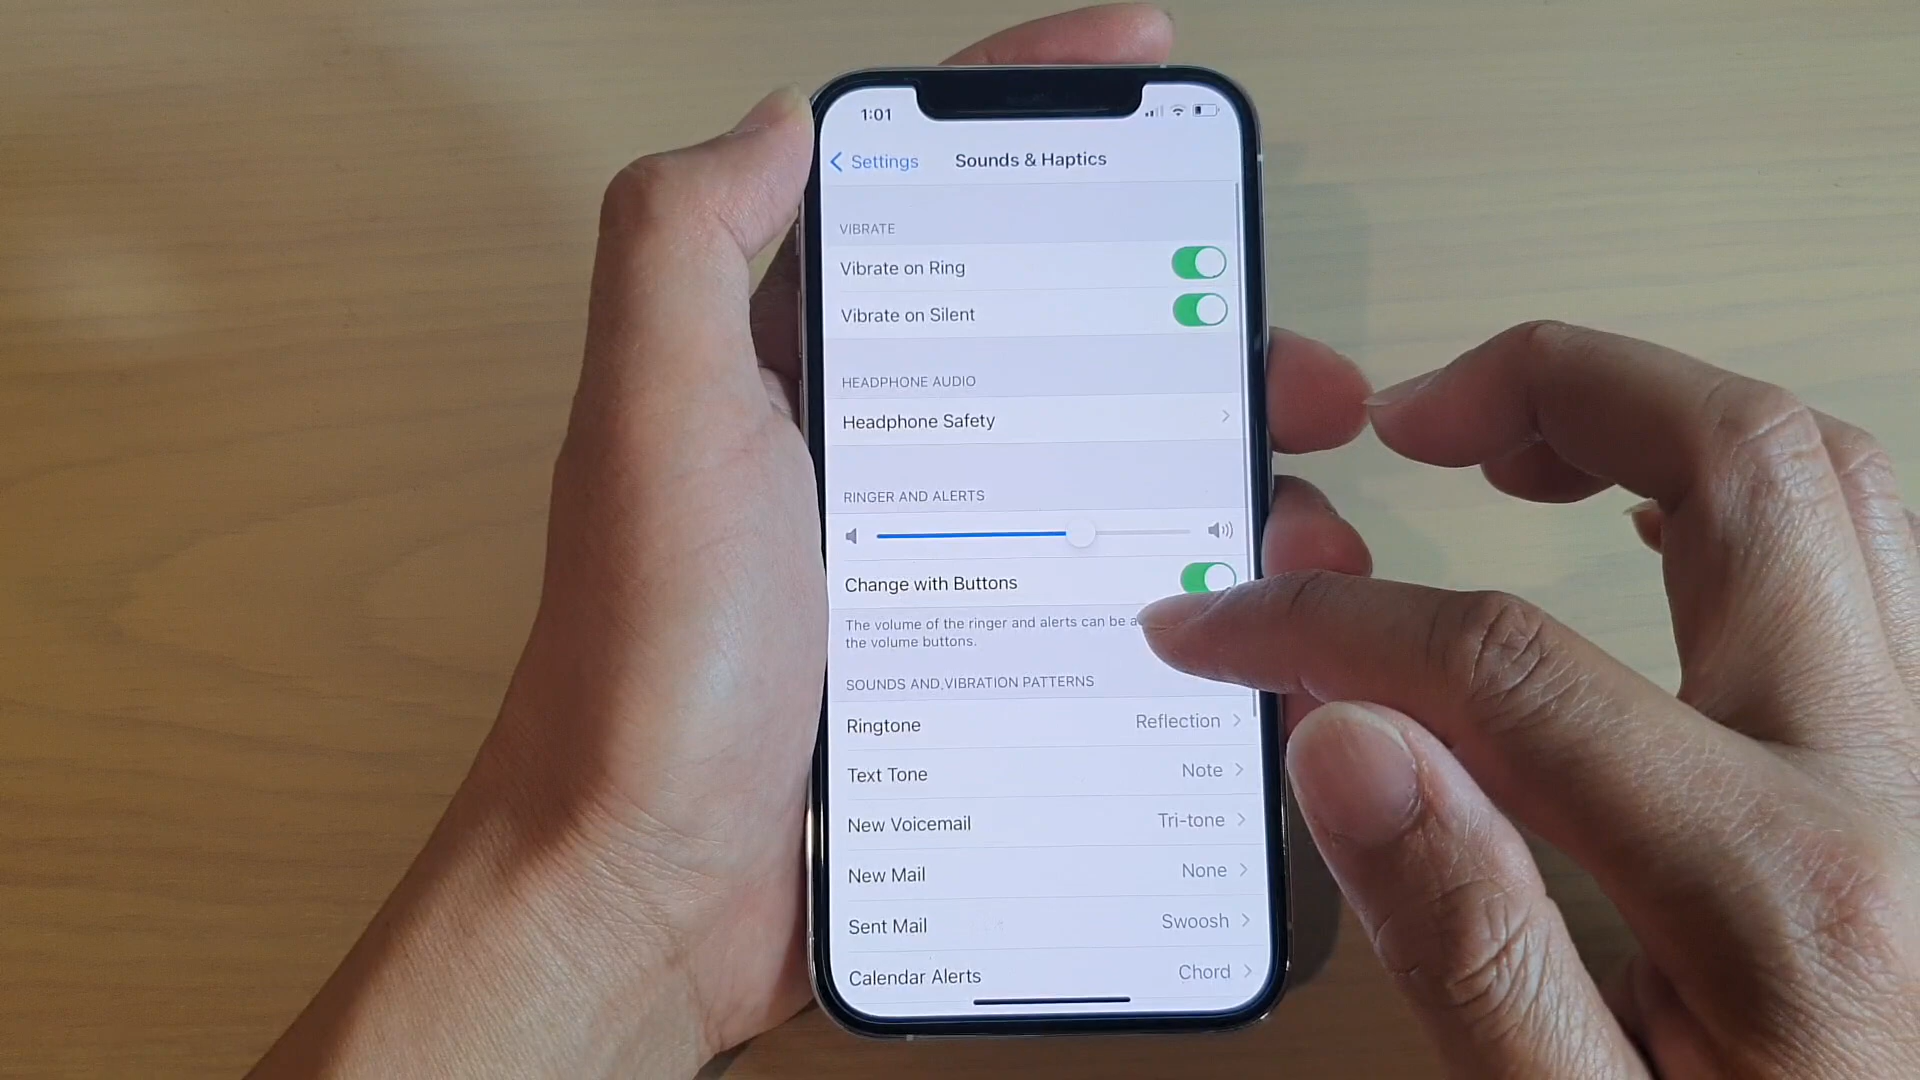 1:01
Settings
Sounds & Haptics
VIBRATE
Vibrate on Ring
Vibrate on Silent
HEADPHONE AUDIO
Headphone Safety
RINGER AND ALERTS
Change with Buttons
The volume of the ringer and alerts can be
the volume buttons.
SOUNDS AND VIBRATION PATTERNS
Ringtone Reflection
Text Tone Note
New Voicemail Tri-tone
New Mail None
Sent Mail Swoosh
Calendar Alerts Chord